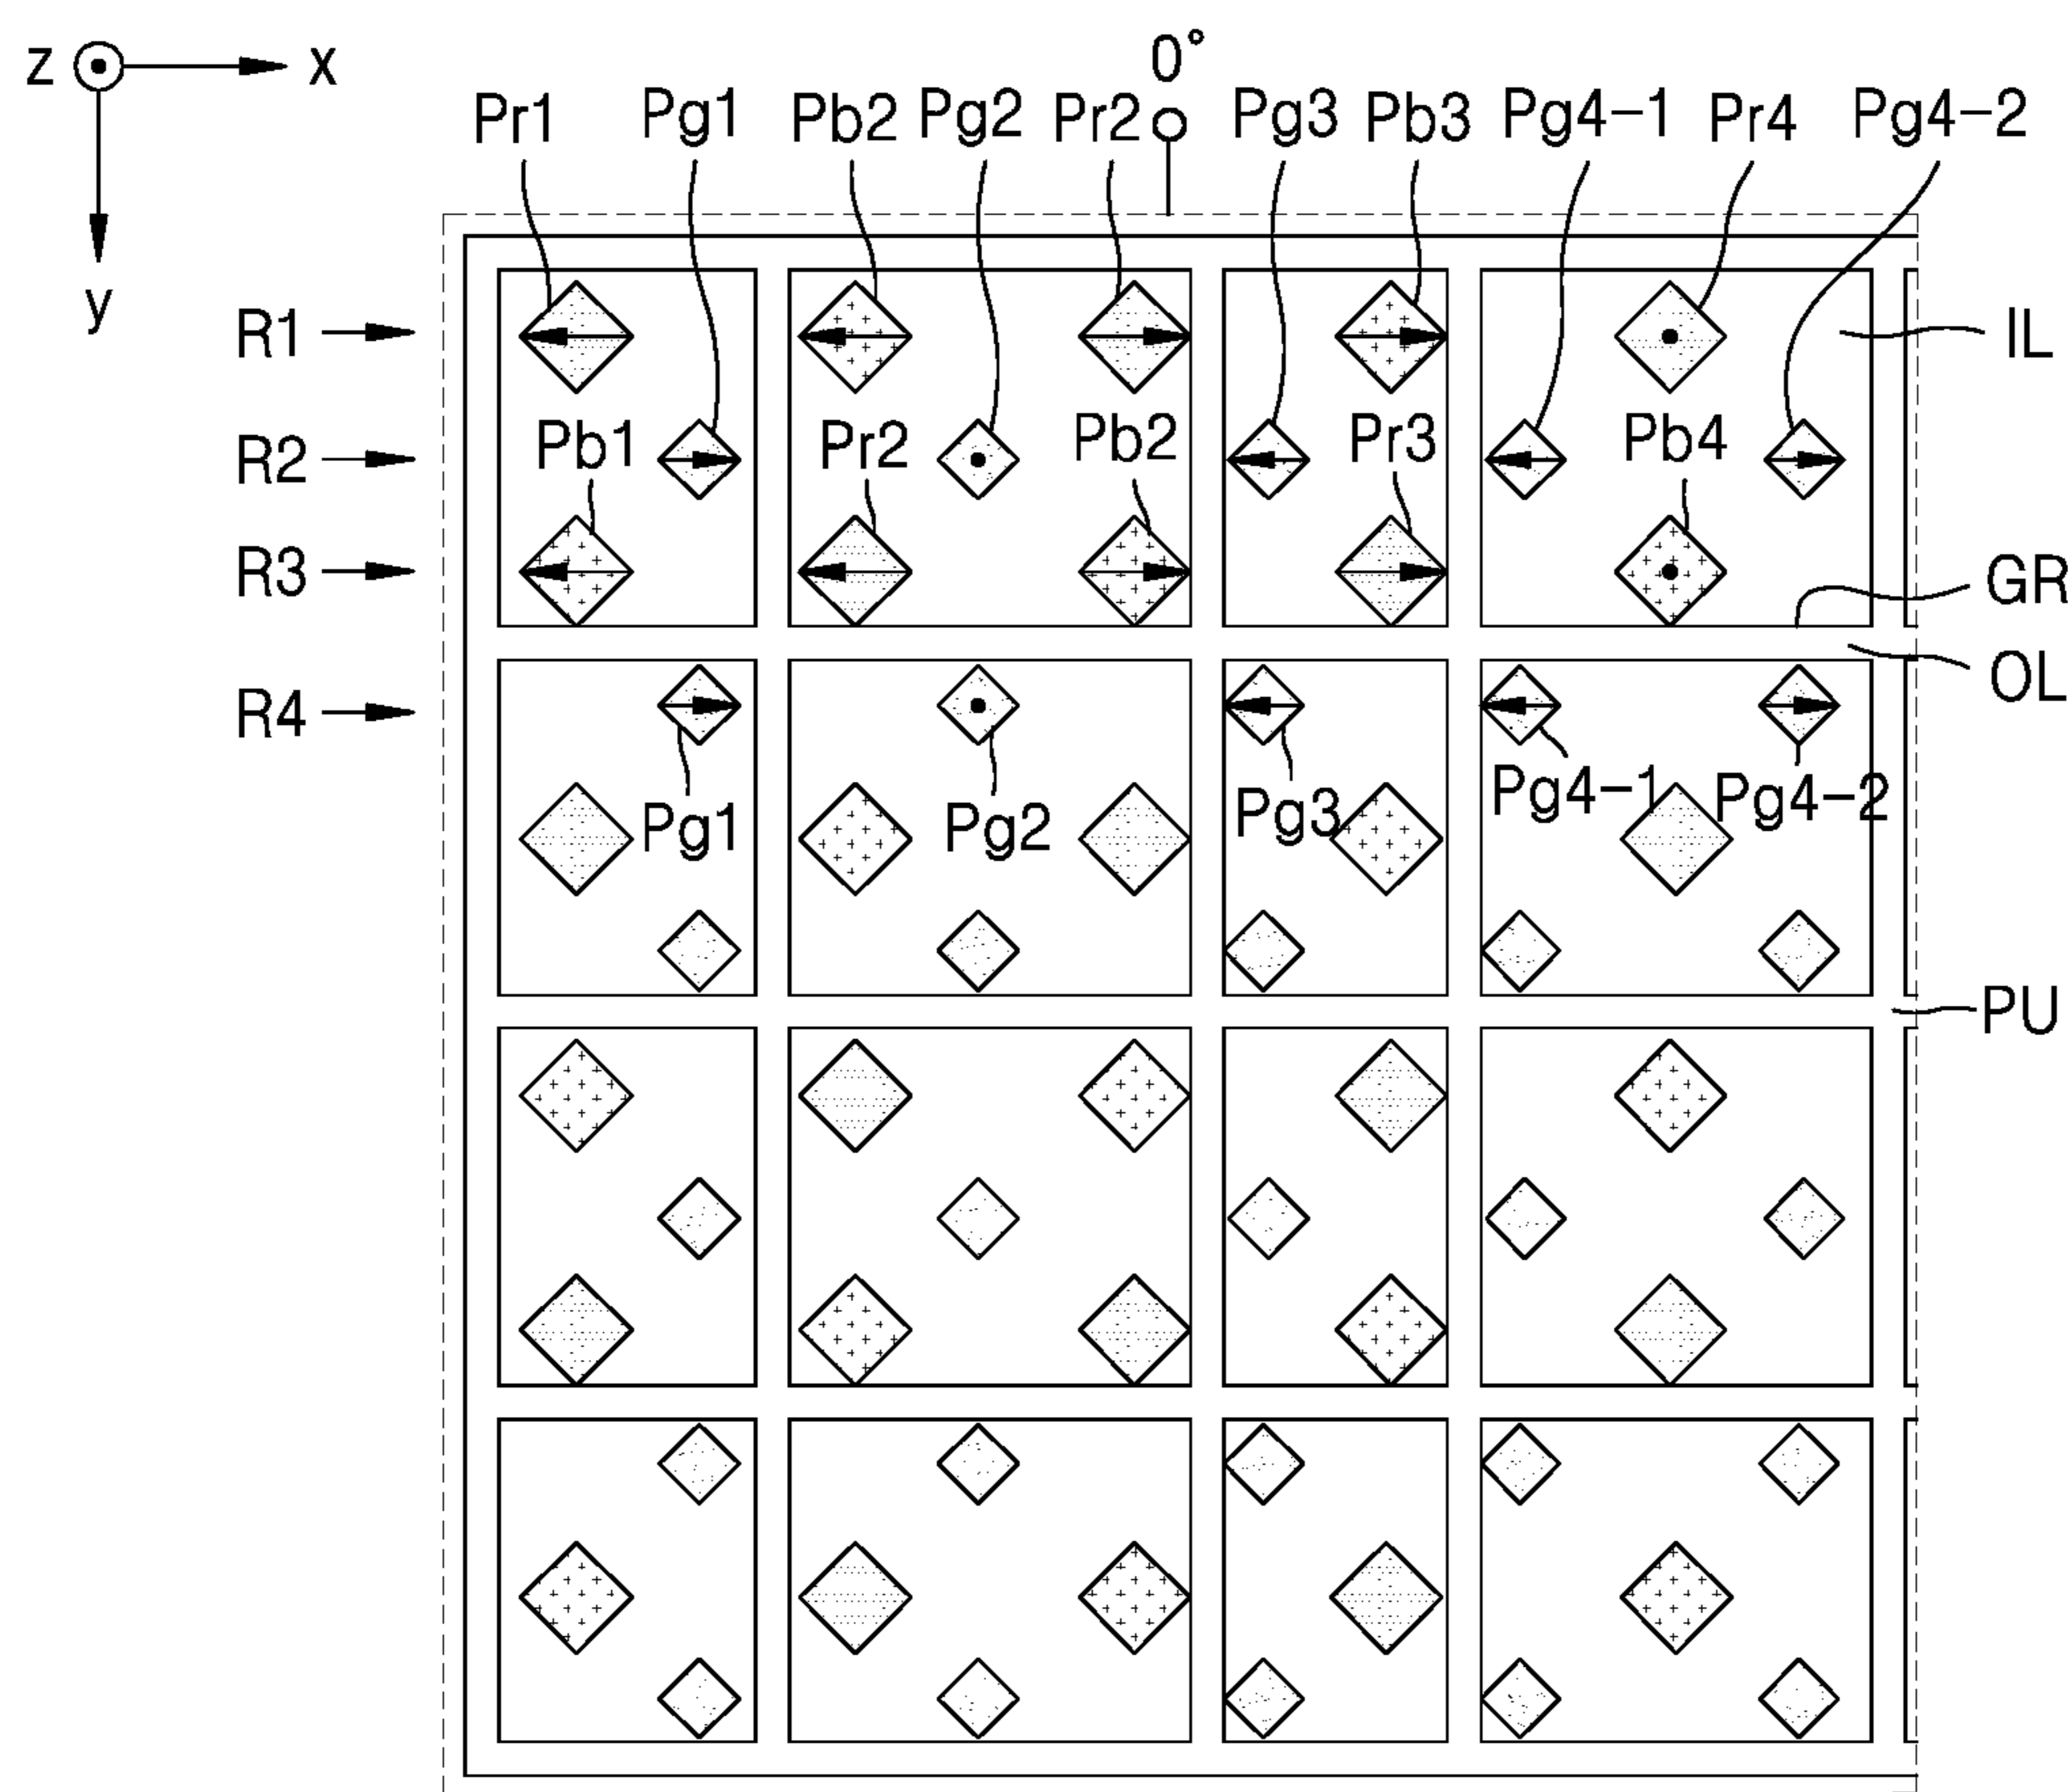 0°
z x
Pr1 Pg1 Pb2 Pg2 Pr2 Pg3 Pb3 Pg4-1 Pr4 Pg4-2
y
R1 IL
R2 Pb1 Pr2 Pb2 Pr3 Pb4
R3 GR
OL
R4
Pg1 Pg2 Pg3 Pg4-1 Pg4-2
PU